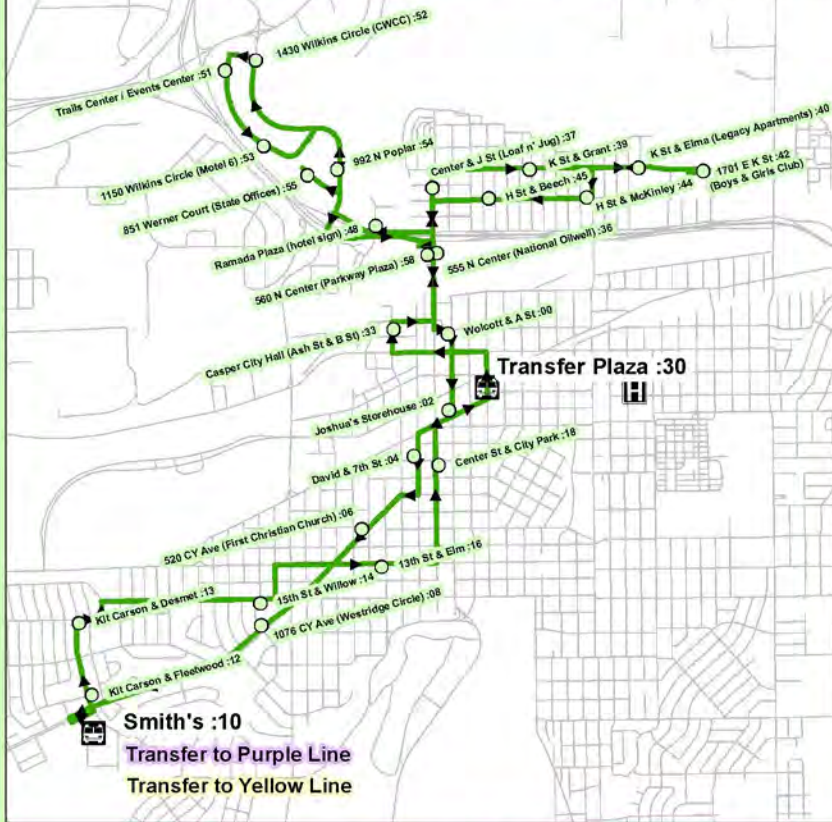 1430 Wilkins Circle (CWCC) :52
Trails Center / Events Center :51
1150 Wilkins Circle (Motel 6) :53
992 N Poplar :54
851 Werner Court (State Offices) :55
Center & J St (Loaf n' Jug) :37
K St & Grant :39
K St & Elma (Legacy Apartments) :40
1701 E K St :42
(Boys & Girls Club)
H St & Beech :45
H St & McKinley :44
Ramada Plaza (hotel sign) :48
555 N Center (National Oilwell) :36
560 N Center (Parkway Plaza) :58
Casper City Hall (Ash St & B St) :33
Wolcott & A St :00
Transfer Plaza :30
H
Joshua's Storehouse :02
David & 7th St :04
Center St & City Park :18
520 CY Ave (First Christian Church) :06
13th St & Elm :16
15th St & Willow :14
Kit Carson & Desmet :13
1076 CY Ave (Westridge Circle) :08
Kit Carson & Fleetwood :12
Smith's :10
Transfer to Purple Line
Transfer to Yellow Line